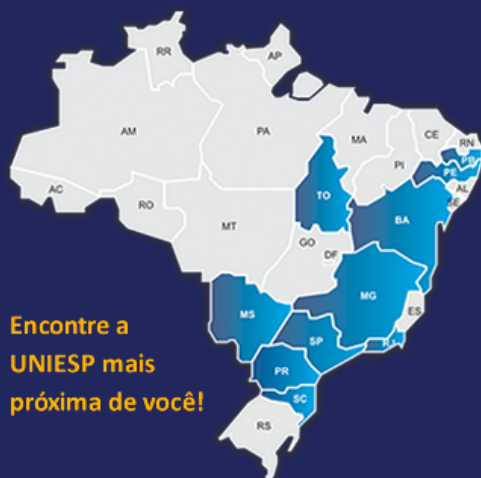 RR
AP
AM
PA
MA
CE
RN
PB
PI
PE
AL
SE
AC
TO
RO
BA
MT
GO
DF
MG
ES
MS
SP
RJ
PR
SC
RS
Encontre a
UNIESP mais
próxima de você!